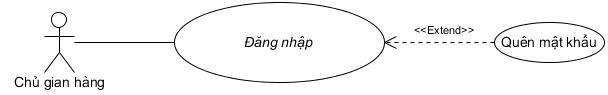 <<Extend>>
Đăng nhập
Quên mật khẩu
Chủ gian hàng